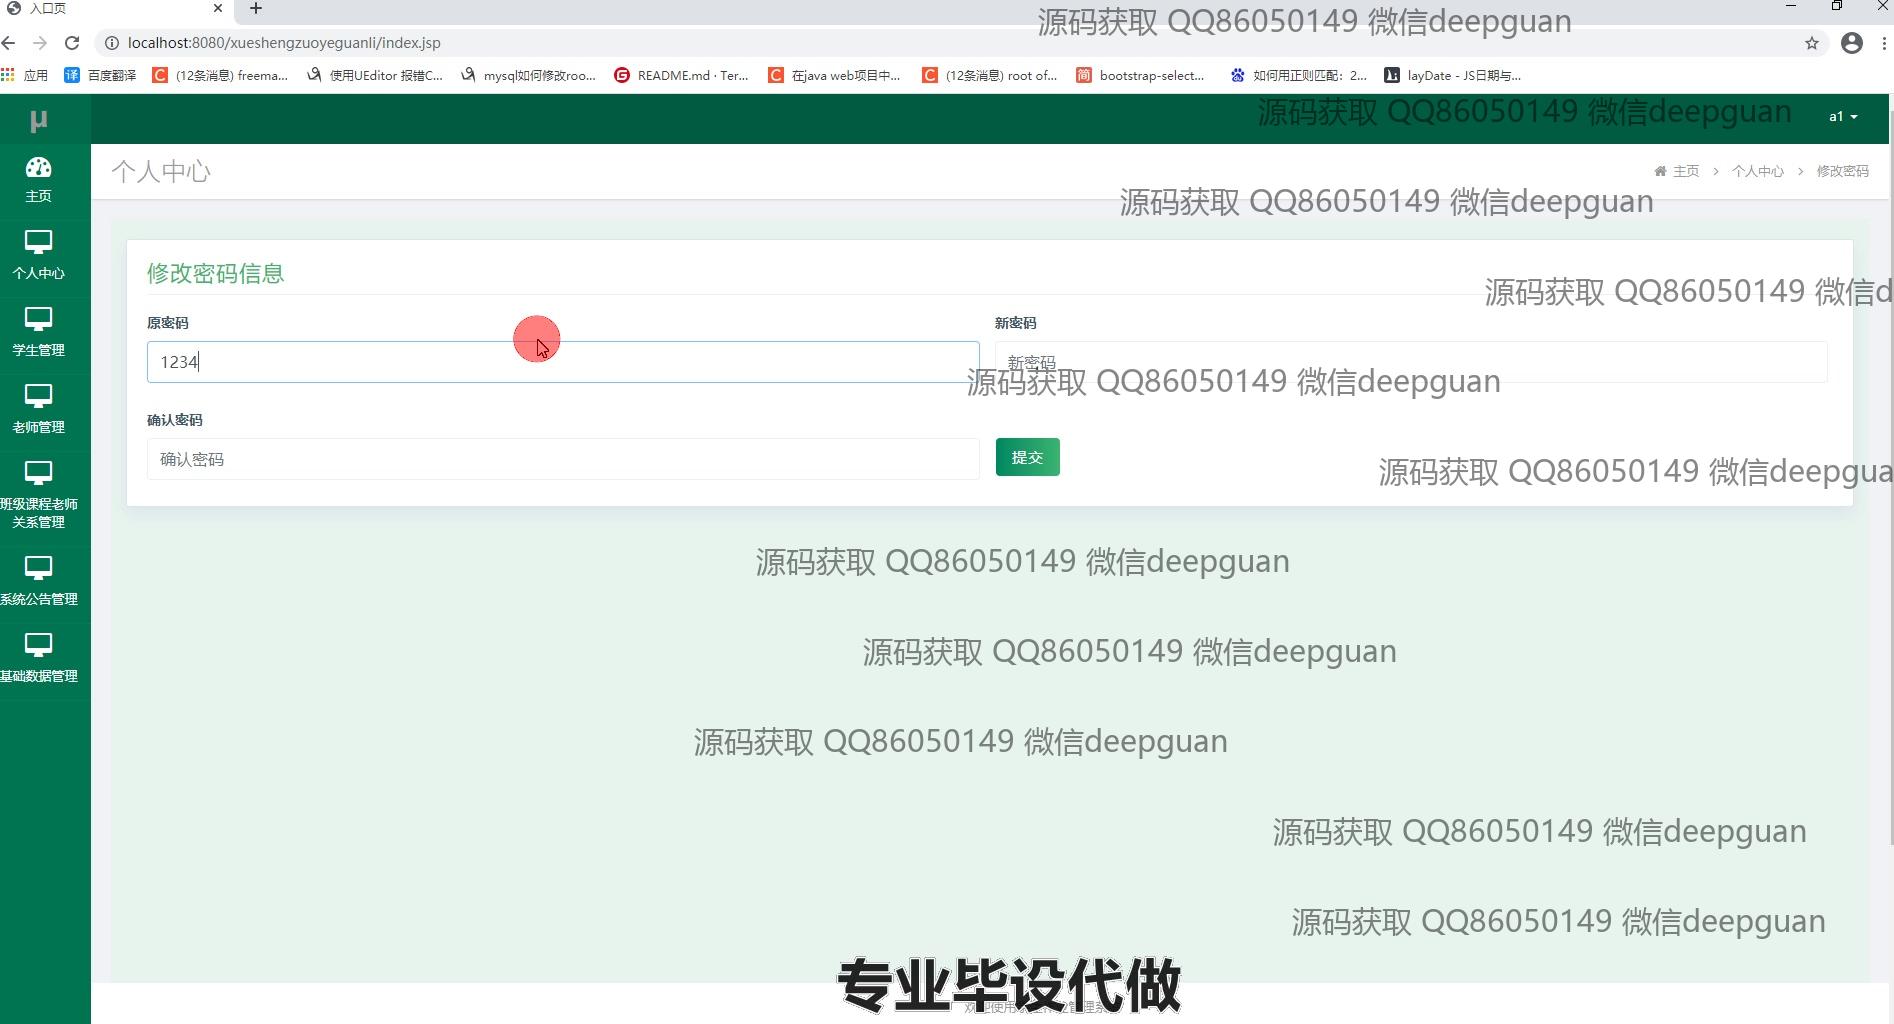 入口页
源码获取 QQ86050149 微信deepguan
localhost:8080/xueshengzuoyeguanli/index.jsp
应用
译 百度翻译
C (12条消息) freema...
使用UEditor 报错C...
mysql如何修改roo...
README.md · Ter...
C 在java web项目中...
C (12条消息) root of...
简 bootstrap-select...
如何用正则匹配：2...
layDate - JS日期与...
μ
源码获取 QQ86050149 微信deepguan
a1
主页
个人中心
学生管理
老师管理
班级课程老师
关系管理
系统公告管理
基础数据管理
个人中心
主页 > 个人中心 > 修改密码
源码获取 QQ86050149 微信deepguan
修改密码信息
源码获取 QQ86050149 微信d
原密码
新密码
1234
新密码
源码获取 QQ86050149 微信deepguan
确认密码
确认密码
提交
源码获取 QQ86050149 微信deepgua
源码获取 QQ86050149 微信deepguan
源码获取 QQ86050149 微信deepguan
源码获取 QQ86050149 微信deepguan
源码获取 QQ86050149 微信deepguan
源码获取 QQ86050149 微信deepguan
专业毕设代做